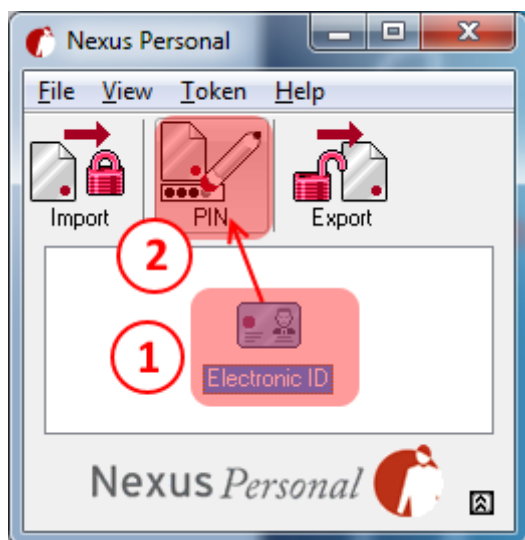 Nexus Personal
File View Token Help
Import PIN Export
2
1
Electronic ID
Nexus Personal